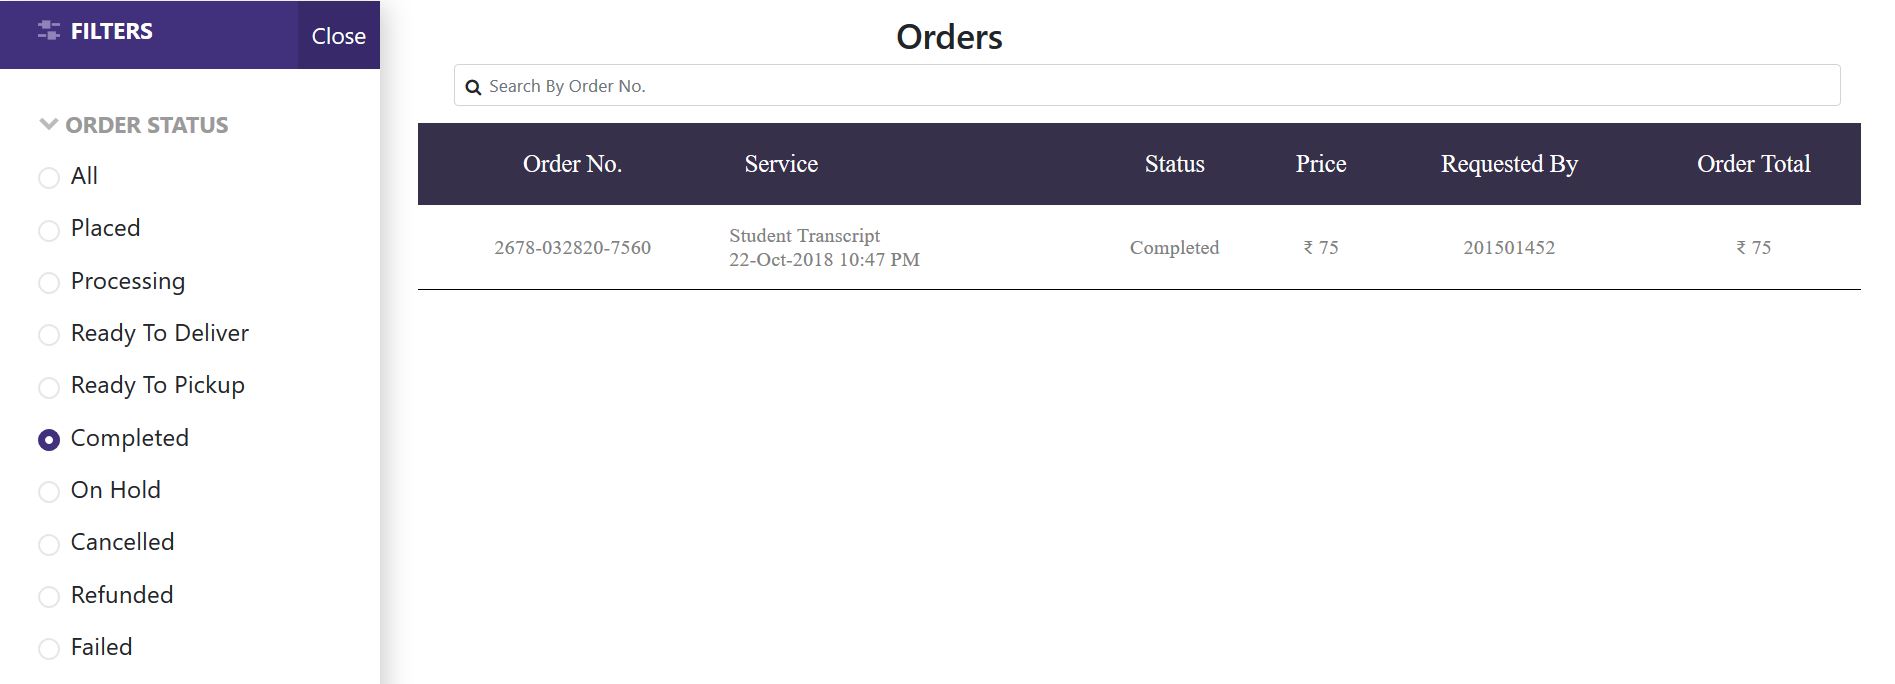 FILTERS
Close
ORDER STATUS
All
Placed
Processing
Ready To Deliver
Ready To Pickup
Completed
On Hold
Cancelled
Refunded
Failed
Orders
Search By Order No.
Order No. Service Status Price Requested By Order Total
2678-032820-7560 Student Transcript Completed ₹ 75 201501452 ₹ 75
22-Oct-2018 10:47 PM